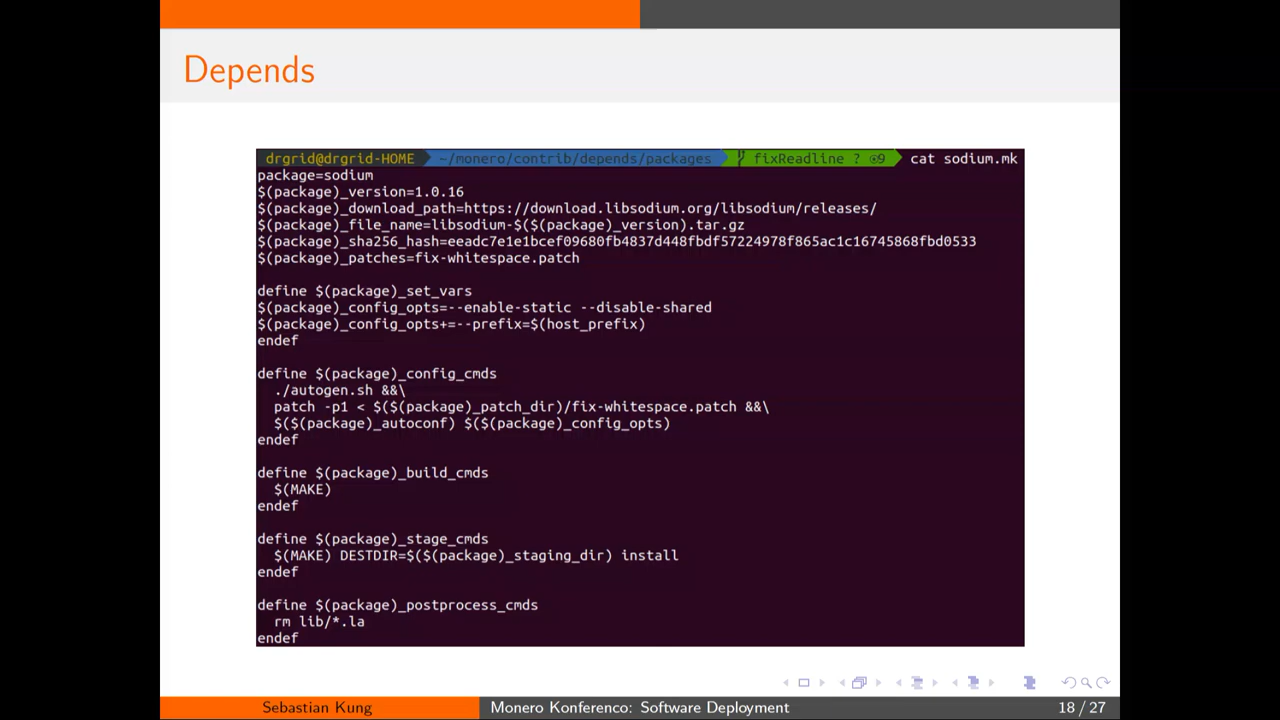 Depends
drgrid@drgrid-HOME ~/monero/contrib/depends/packages fixReadline ? 9 cat sodium.mk
package=sodium
$(package)_version=1.0.16
$(package)_download_path=https://download.libsodium.org/libsodium/releases/
$(package)_file_name=libsodium-$($(package)_version).tar.gz
$(package)_sha256_hash=eeadc7e1e1bcef09680fb4837d448fbdf57224978f865ac1c16745868fbd0533
$(package)_patches=fix-whitespace.patch
define $(package)_set_vars
$(package)_config_opts=--enable-static --disable-shared
$(package)_config_opts+=--prefix=$(host_prefix)
endef
define $(package)_config_cmds
./autogen.sh &&\
patch -p1 < $($(package)_patch_dir)/fix-whitespace.patch &&\
$($(package)_autoconf) $($(package)_config_opts)
endef
define $(package)_build_cmds
$(MAKE)
endef
define $(package)_stage_cmds
$(MAKE) DESTDIR=$($(package)_staging_dir) install
endef
define $(package)_postprocess_cmds
rm lib/*.la
endef
Sebastian Kung
Monero Konferenco: Software Deployment
18 / 27